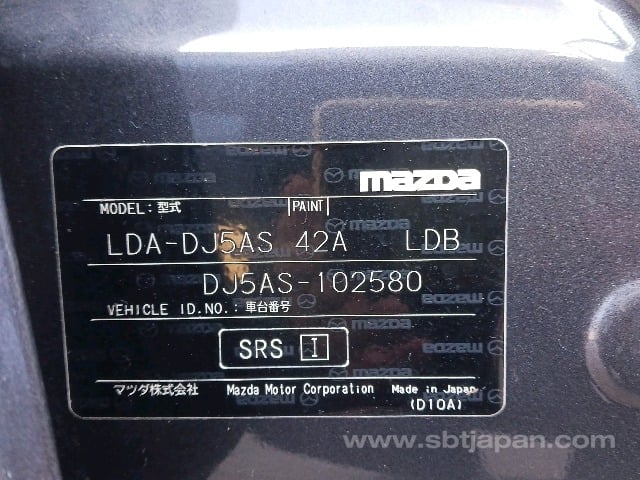 mazda
MODEL:型式 PAINT
LDA-DJ5AS 42A LDB
DJ5AS-102580
VEHICLE ID.NO.:車台番号
SRS I
マツダ株式会社 Mazda Motor Corporation Made in Japan
(D10A)
www.sbtjapan.com